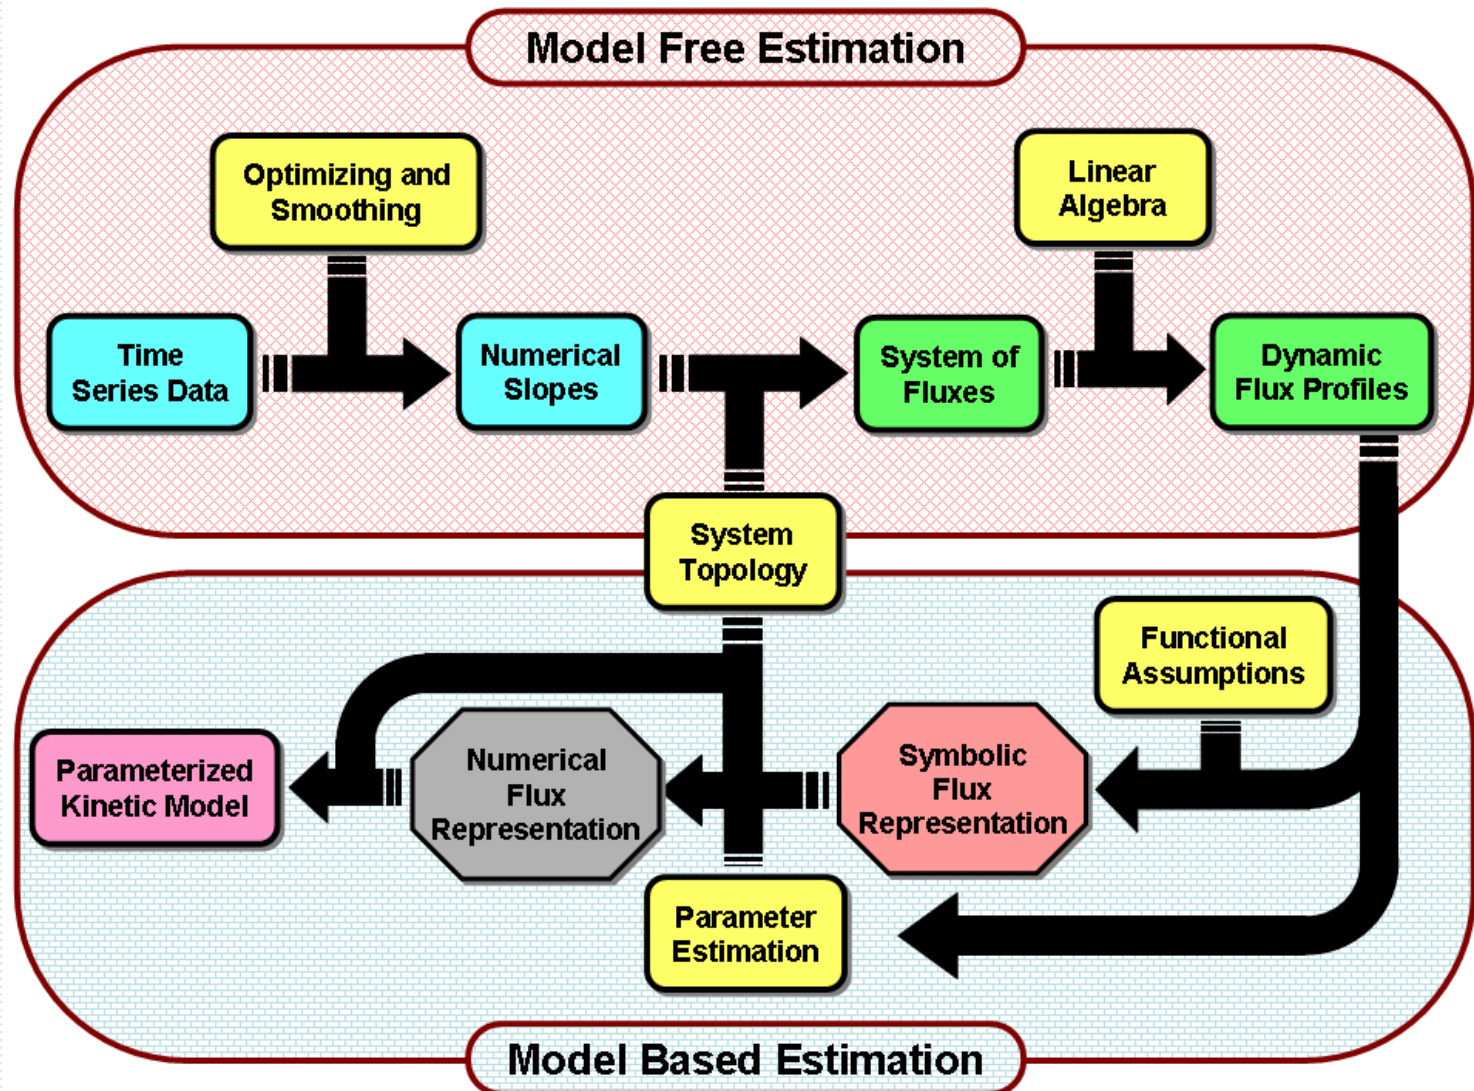 Model Free Estimation
Optimizing and
Smoothing
Linear
Algebra
Time
Series Data
Numerical
Slopes
System of
Fluxes
Dynamic
Flux Profiles
System
Topology
Functional
Assumptions
Parameterized
Kinetic Model
Numerical
Flux
Representation
Symbolic
Flux
Representation
Parameter
Estimation
Model Based Estimation